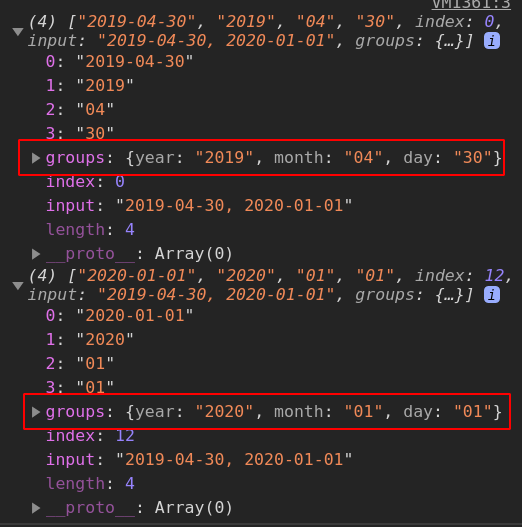 VM1361:3
(4) ["2019-04-30", "2019", "04", "30", index: 0,
input: "2019-04-30, 2020-01-01", groups: {…}] i
0: "2019-04-30"
1: "2019"
2: "04"
3: "30"
groups: {year: "2019", month: "04", day: "30"}
index: 0
input: "2019-04-30, 2020-01-01"
length: 4
__proto__: Array(0)
(4) ["2020-01-01", "2020", "01", "01", index: 12,
input: "2019-04-30, 2020-01-01", groups: {…}] i
0: "2020-01-01"
1: "2020"
2: "01"
3: "01"
groups: {year: "2020", month: "01", day: "01"}
index: 12
input: "2019-04-30, 2020-01-01"
length: 4
__proto__: Array(0)